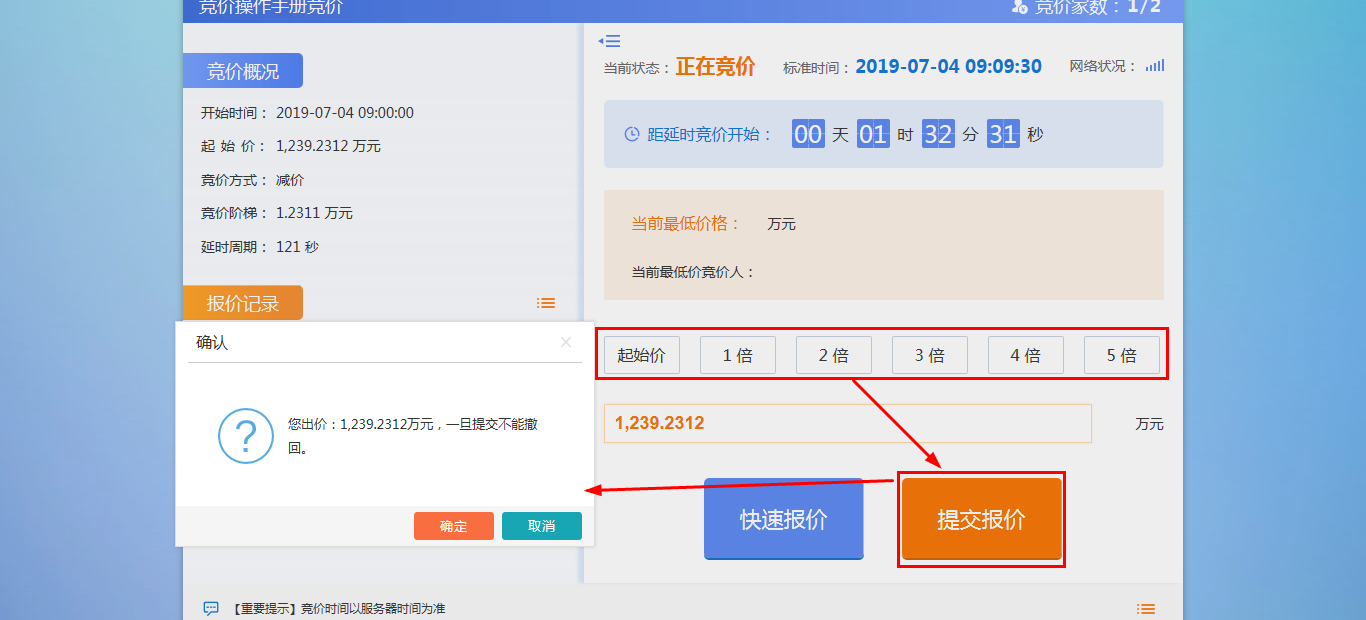 竞价操作手册竞价
竞价家数：1/2
竞价概况
开始时间： 2019-07-04 09:00:00
起 始 价： 1,239.2312 万元
竞价方式： 减价
竞价阶梯： 1.2311 万元
延时周期： 121 秒
报价记录
当前状态：正在竞价 标准时间：2019-07-04 09:09:30 网络状况：
距延时竞价开始： 00 天 01 时 32 分 31 秒
当前最低价格： 万元
当前最低价竞价人：
起始价 1 倍 2 倍 3 倍 4 倍 5 倍
1,239.2312 万元
快速报价 提交报价
确认 ×
?
您出价：1,239.2312万元，一旦提交不能撤
回。
确定 取消
【重要提示】竞价时间以服务器时间为准